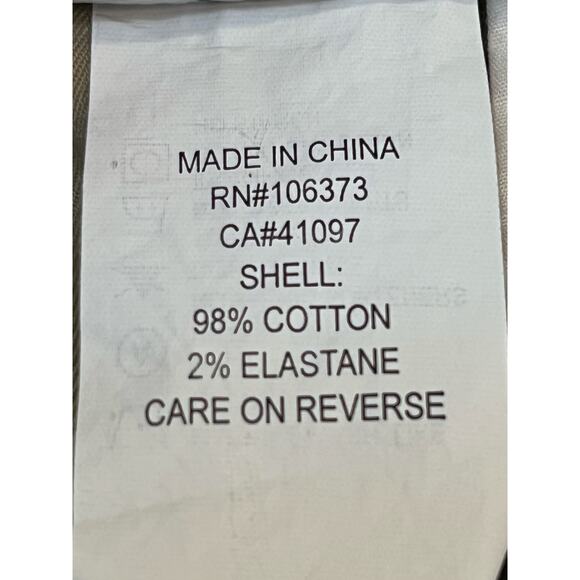 MADE IN CHINA
RN#106373
CA#41097
SHELL:
98% COTTON
2% ELASTANE
CARE ON REVERSE